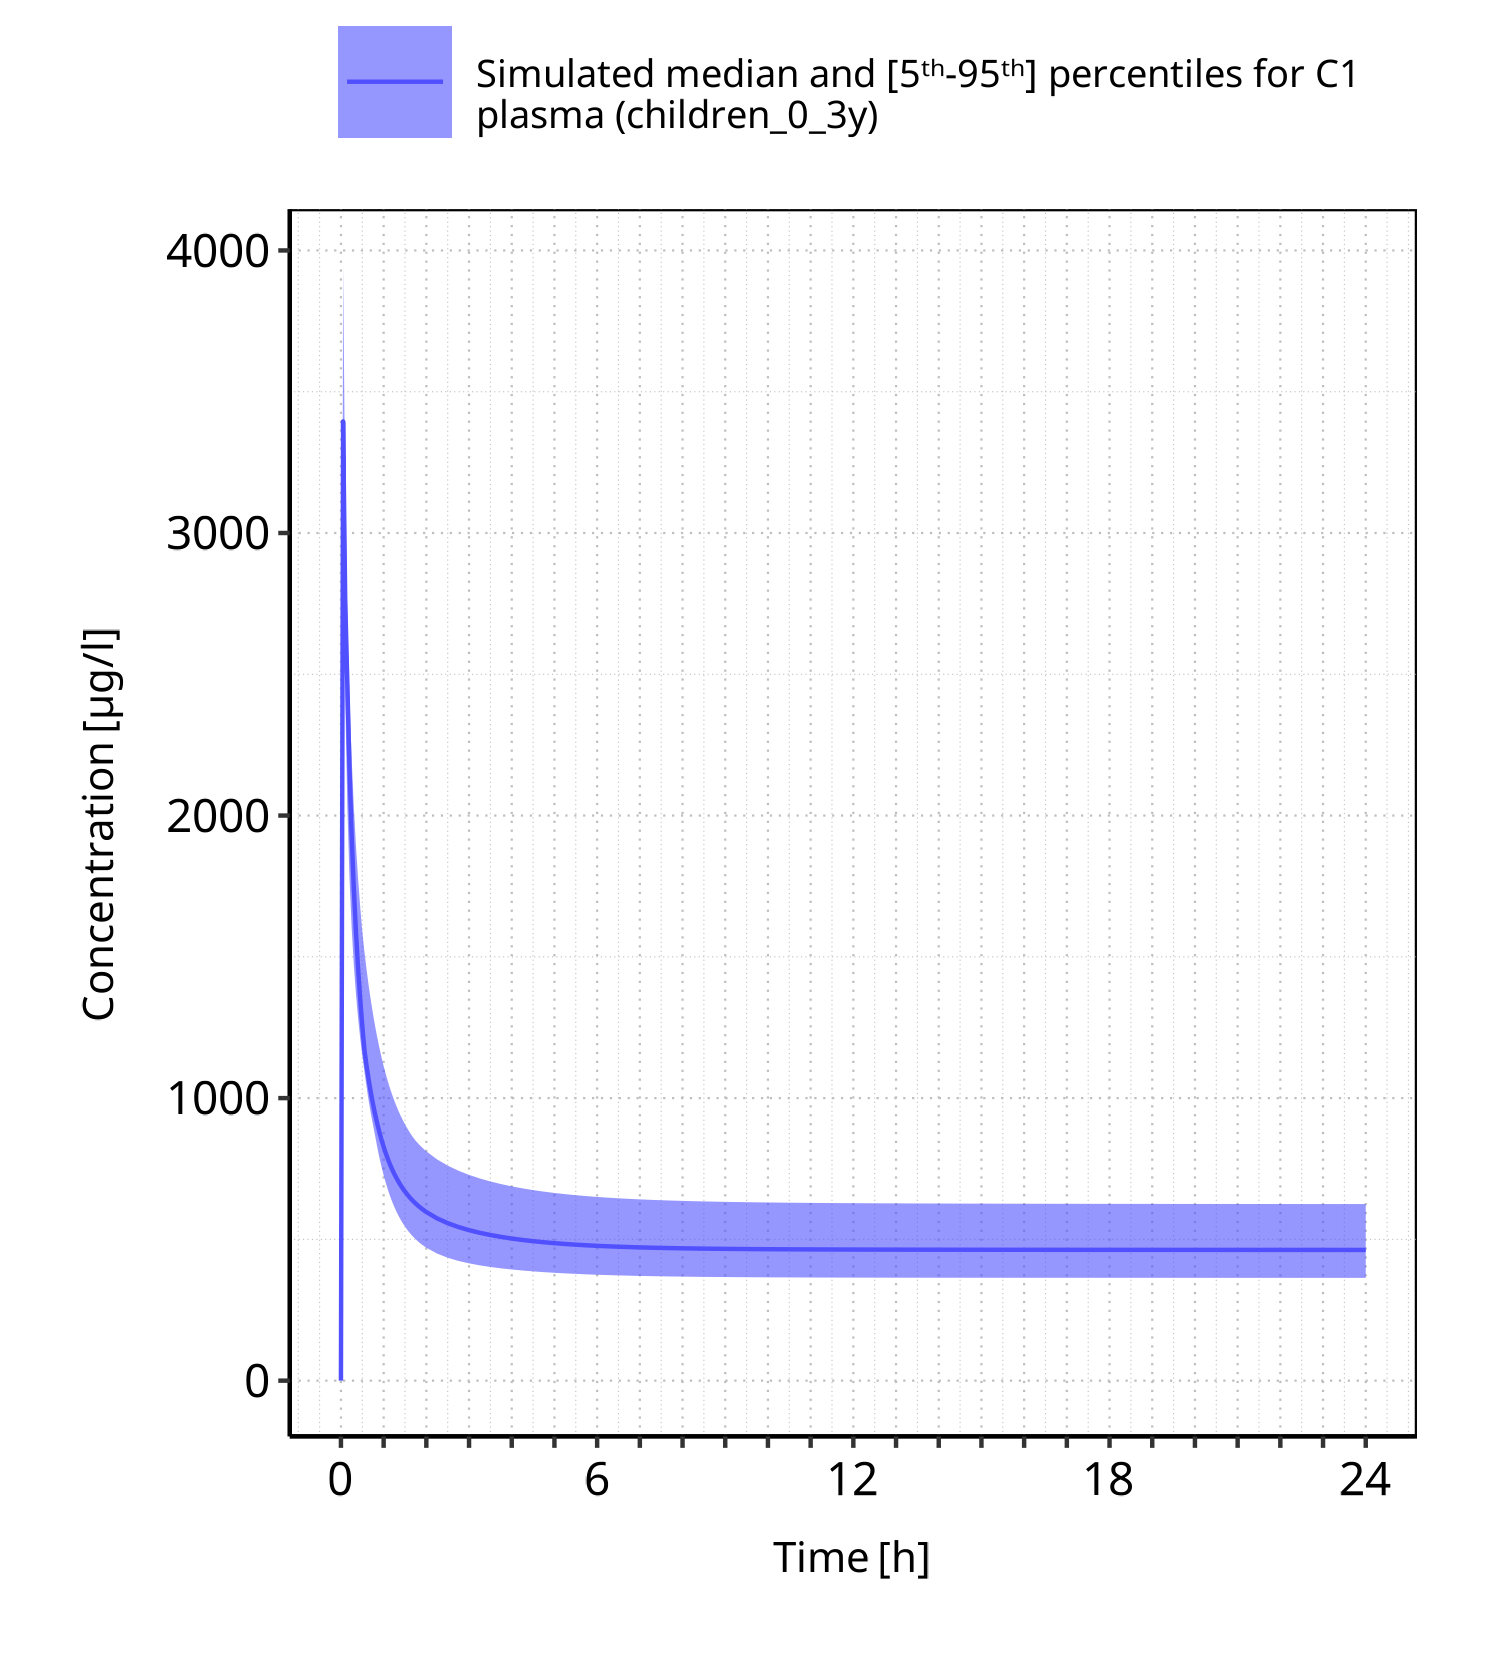 Simulated median and [5th-95th] percentiles for C1
plasma (children_0_3y)
4000
3000
2000
1000
0
Concentration [µg/l]
0 6 12 18 24
Time [h]